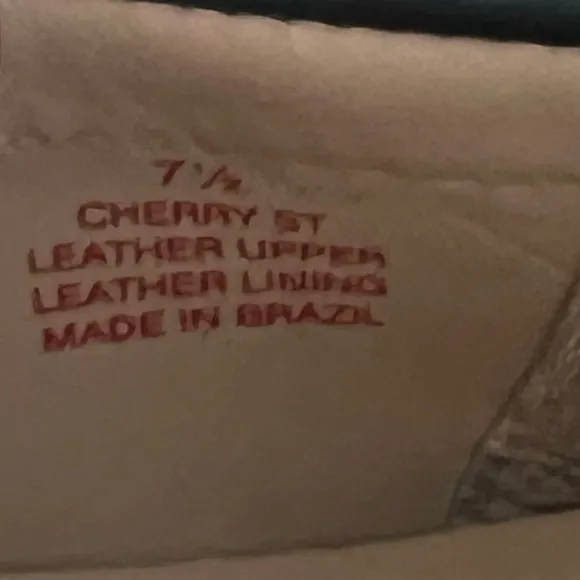 7 1/2
CHERRY ST
LEATHER UPPER
LEATHER LINING
MADE IN BRAZIL